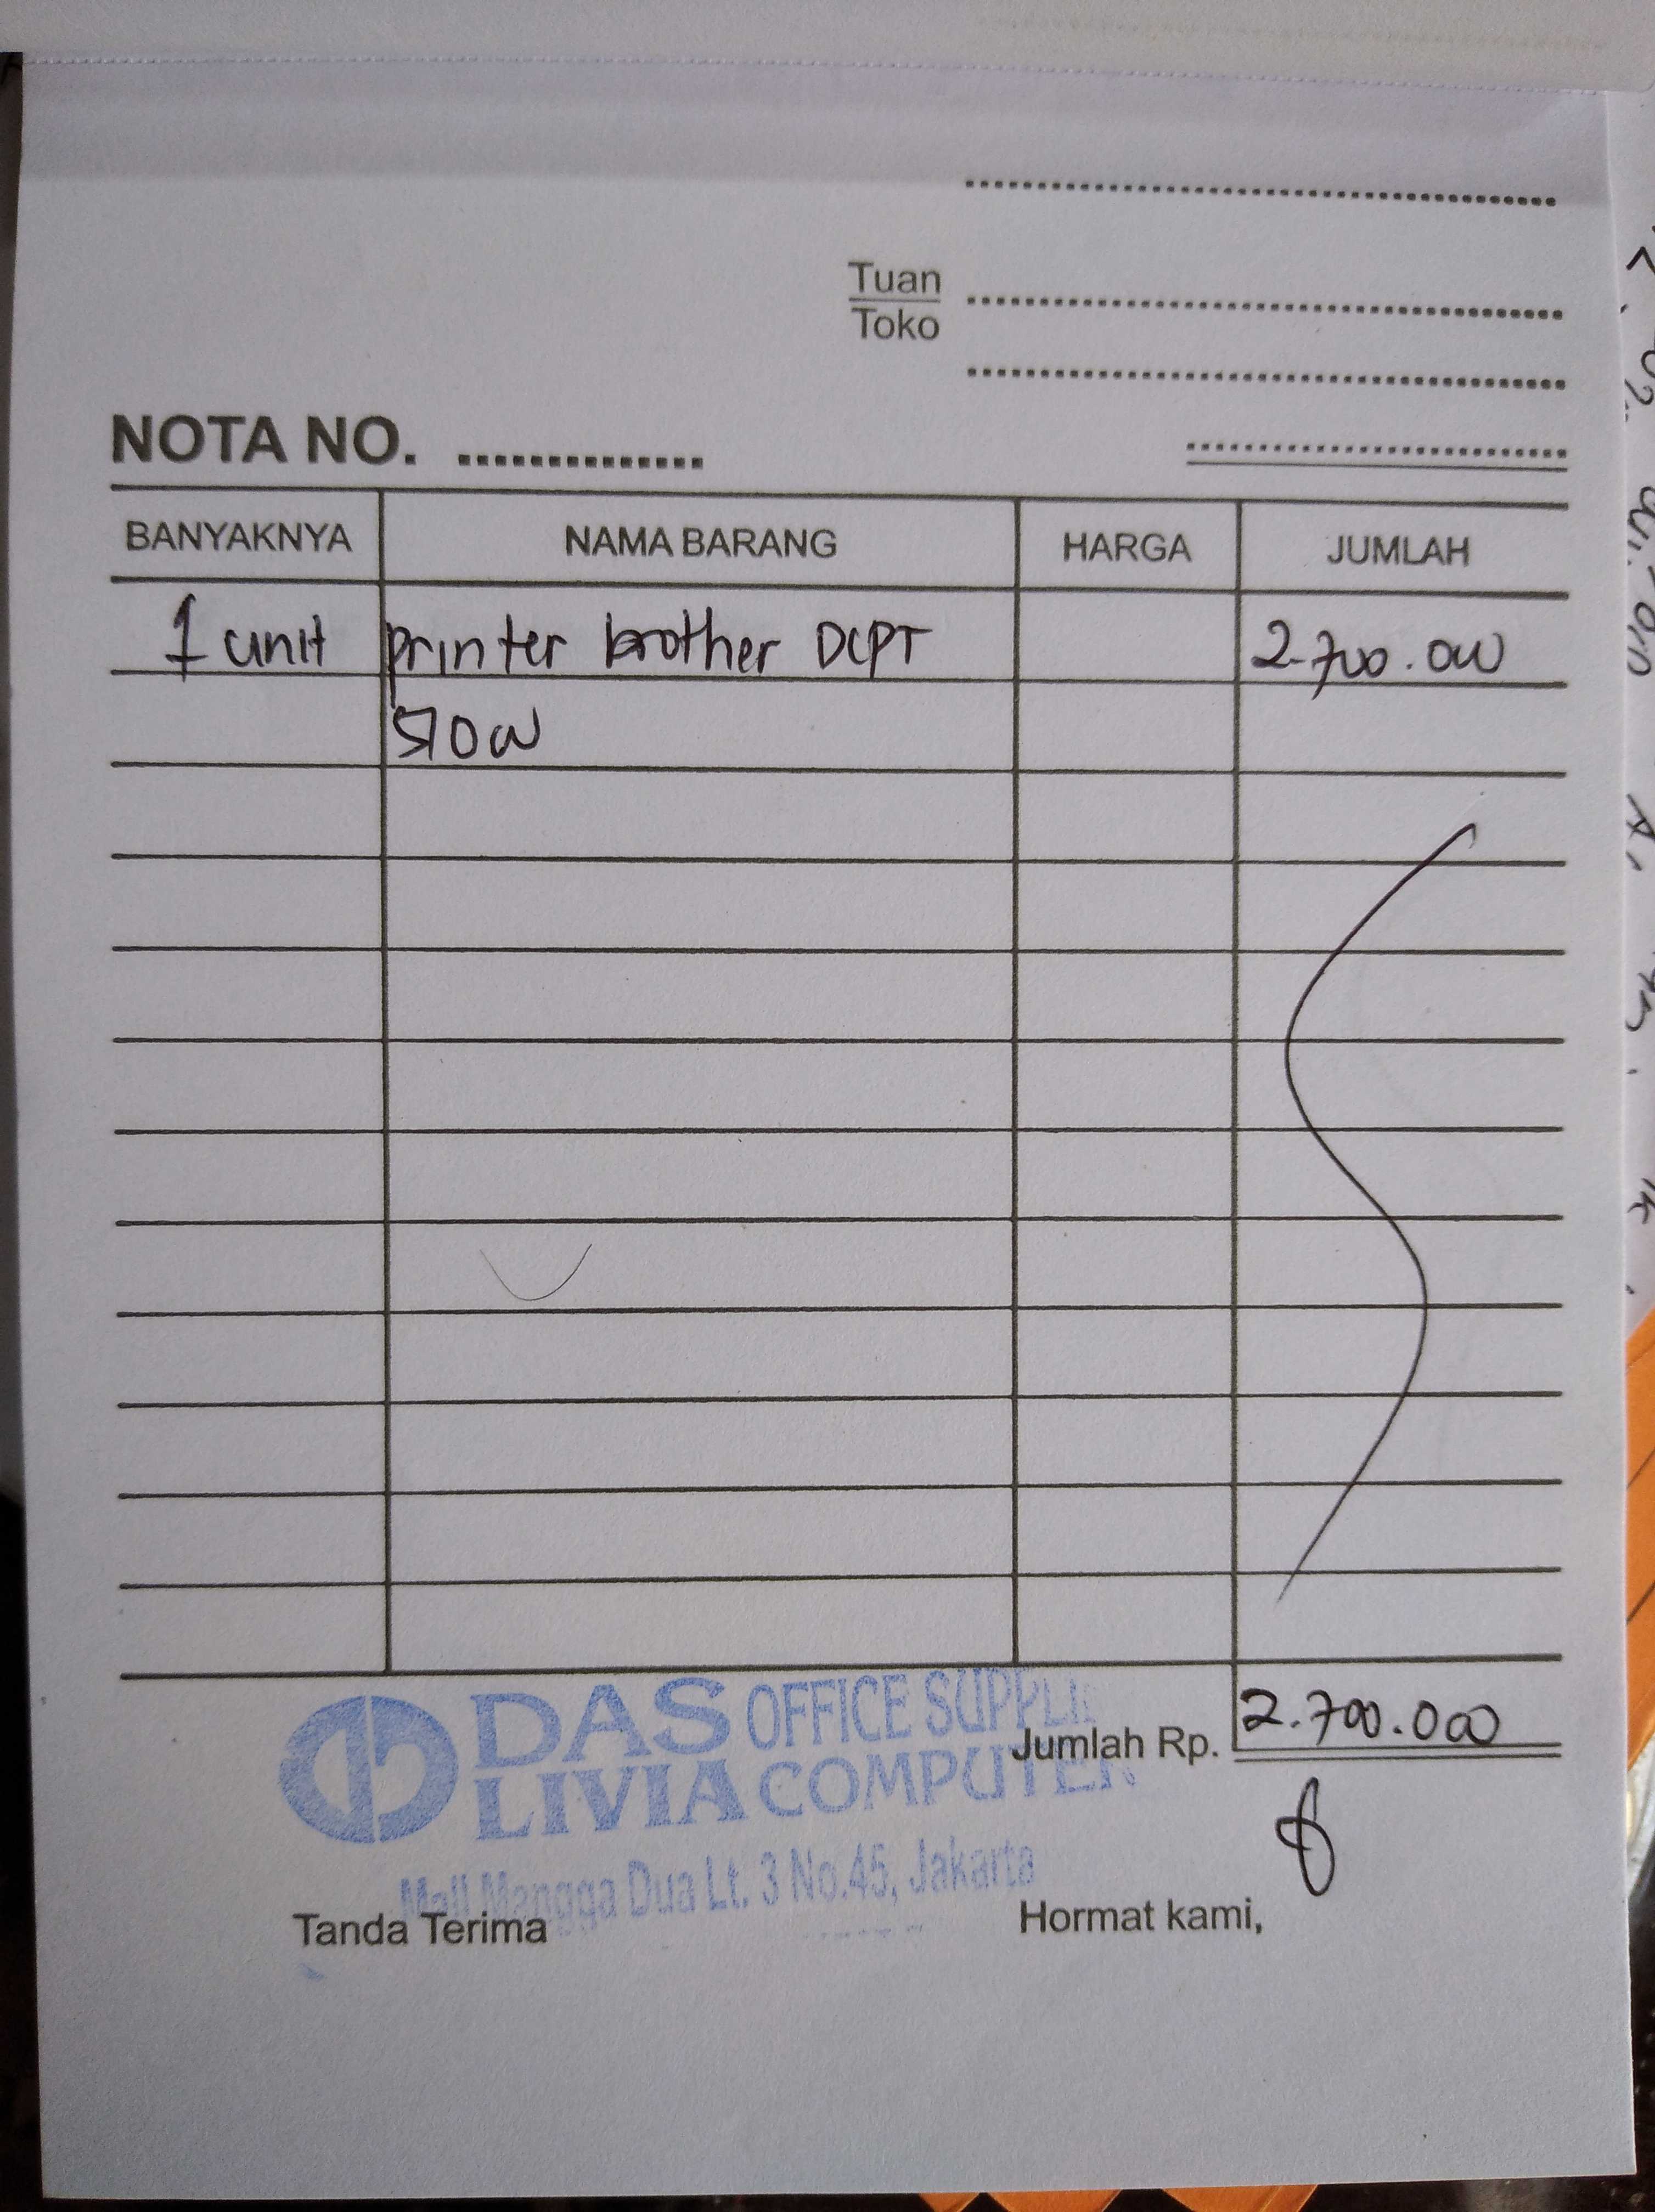 Tuan
Toko
NOTA NO. ...............
BANYAKNYA NAMA BARANG HARGA JUMLAH
1 unit printer brother DCPT 2.700.000
510W
DAS OFFICE SUPPLIE
Jumlah Rp. 2.700.000
LIVIA COMPUTER
Mall Mangga Dua Lt. 3 No.45, Jakarta
Tanda Terima Hormat kami,